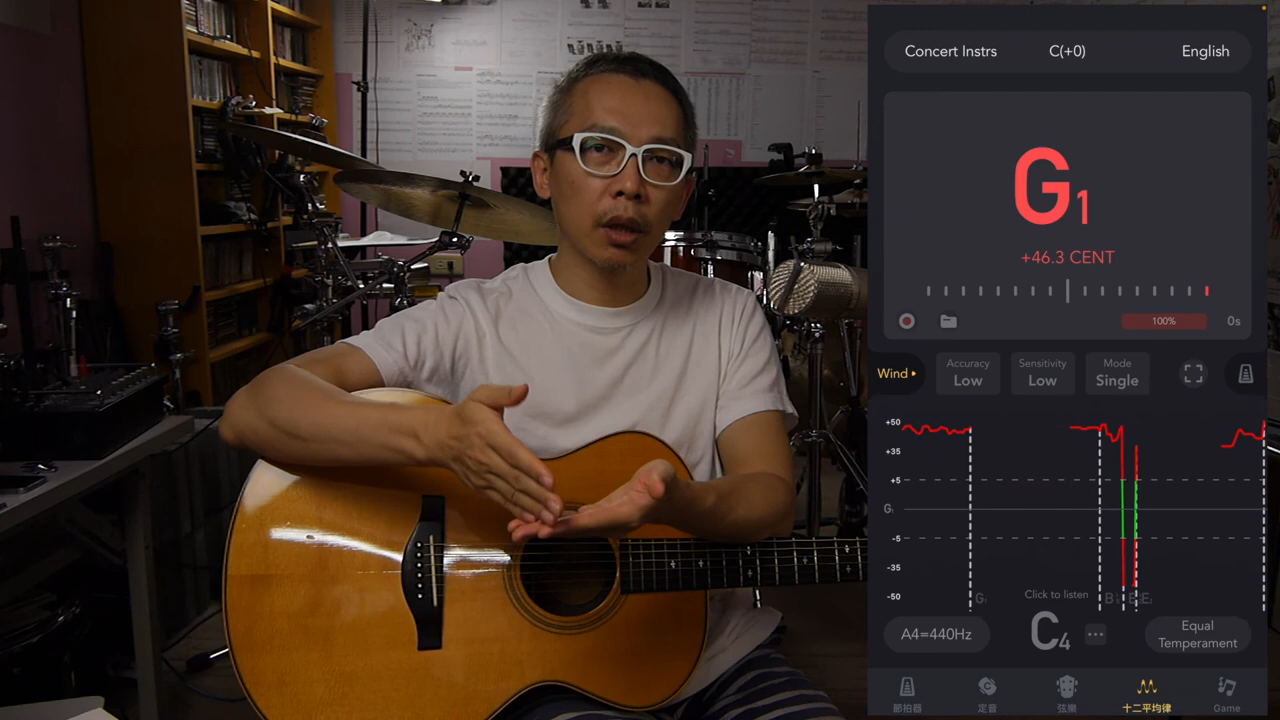 Concert Instrs C(+0) English
G1
+46.3 CENT
100% 0s
Wind
Accuracy
Low
Sensitivity
Low
Mode
Single
+50
+35
+5
G1
-5
-35
-50
G1
Click to listen
C4
A4=440Hz
Equal
Temperament
節拍器 定音 弦樂 十二平均律 Game